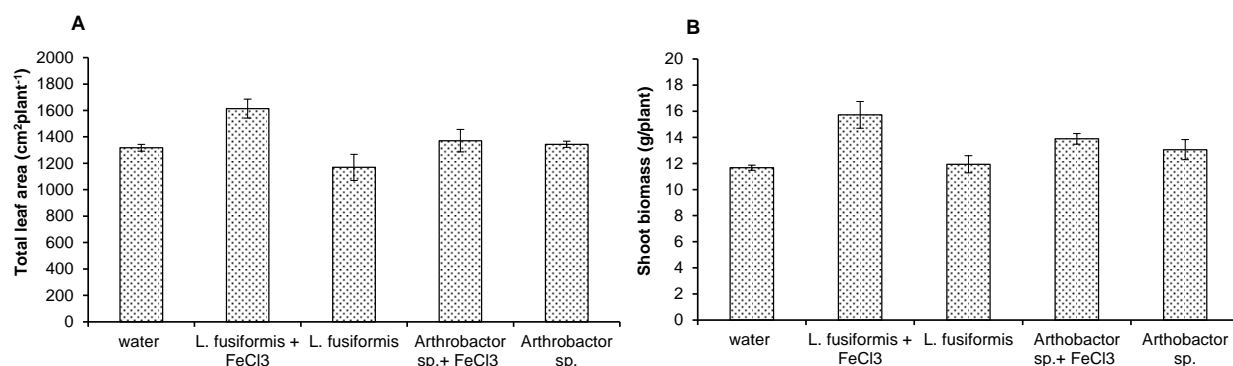 A
Total leaf area (cm²plant⁻¹)
2000
1800
1600
1400
1200
1000
800
600
400
200
0
water
L. fusiformis +
FeCl3
L. fusiformis
Arthrobactor
sp.+ FeCl3
Arthrobactor
sp.
B
Shoot biomass (g/plant)
20
18
16
14
12
10
8
6
4
2
0
water
L. fusiformis +
FeCl3
L. fusiformis
Arthobactor
sp.+ FeCl3
Arthobactor
sp.